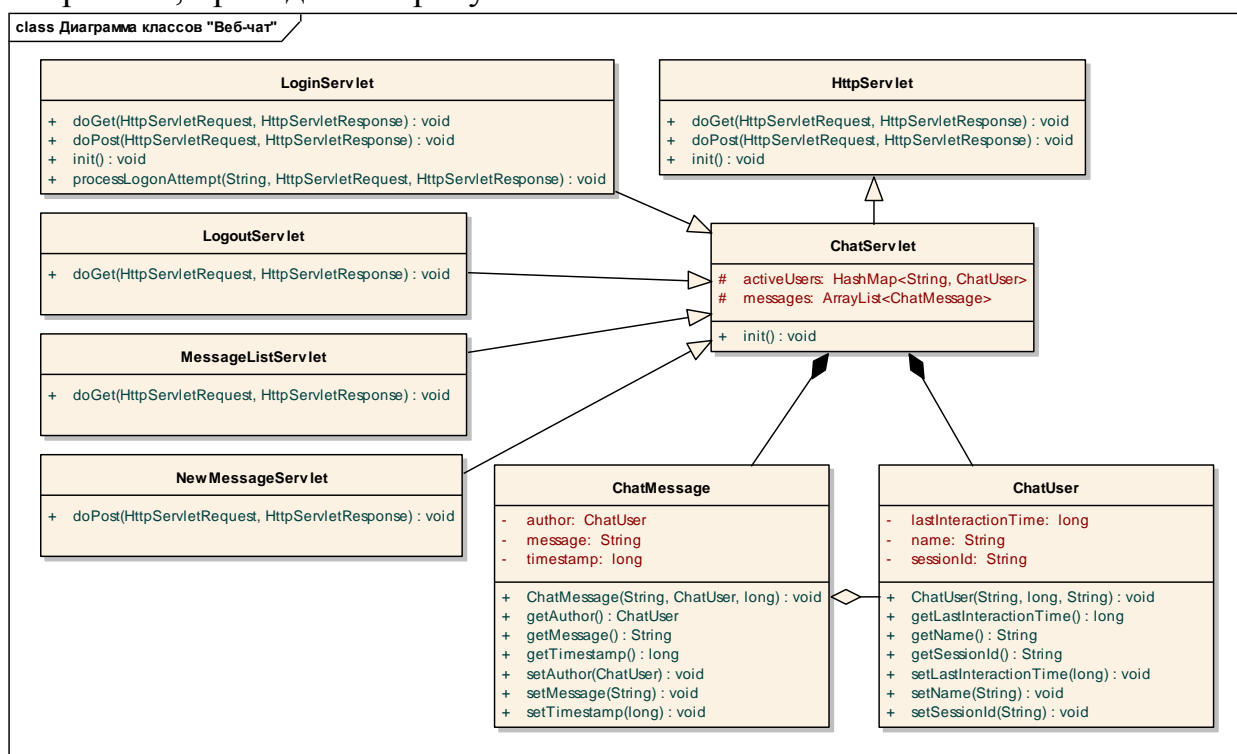 class Диаграмма классов "Веб-чат"
LoginServlet
+ doGet(HttpServletRequest, HttpServletResponse) : void
+ doPost(HttpServletRequest, HttpServletResponse) : void
+ init() : void
+ processLogonAttempt(String, HttpServletRequest, HttpServletResponse) : void
HttpServlet
+ doGet(HttpServletRequest, HttpServletResponse) : void
+ doPost(HttpServletRequest, HttpServletResponse) : void
+ init() : void
LogoutServlet
+ doGet(HttpServletRequest, HttpServletResponse) : void
ChatServlet
# activeUsers: HashMap<String, ChatUser>
# messages: ArrayList<ChatMessage>
+ init() : void
MessageListServlet
+ doGet(HttpServletRequest, HttpServletResponse) : void
NewMessageServlet
+ doPost(HttpServletRequest, HttpServletResponse) : void
ChatMessage
- author: ChatUser
- message: String
- timestamp: long
+ ChatMessage(String, ChatUser, long) : void
+ getAuthor() : ChatUser
+ getMessage() : String
+ getTimestamp() : long
+ setAuthor(ChatUser) : void
+ setMessage(String) : void
+ setTimestamp(long) : void
ChatUser
- lastInteractionTime: long
- name: String
- sessionId: String
+ ChatUser(String, long, String) : void
+ getLastInteractionTime() : long
+ getName() : String
+ getSessionId() : String
+ setLastInteractionTime(long) : void
+ setName(String) : void
+ setSessionId(String) : void